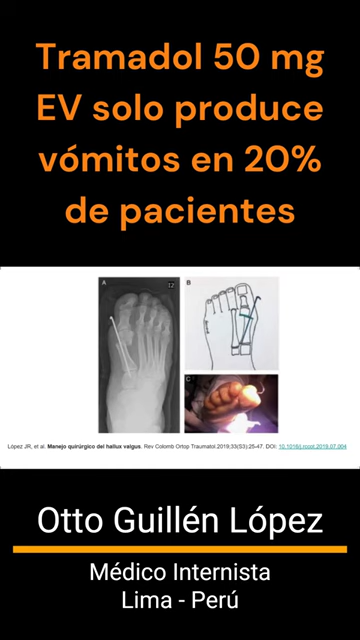 Tramadol 50 mg
EV solo produce
vómitos en 20%
de pacientes
A
12
B
C
López JR, et al. Manejo quirúrgico del hallux valgus. Rev Colomb Ortop Traumatol.2019;33(S3):25-47. DOI: 10.1016/j.rccot.2019.07.004
Otto Guillén López
Médico Internista
Lima - Perú